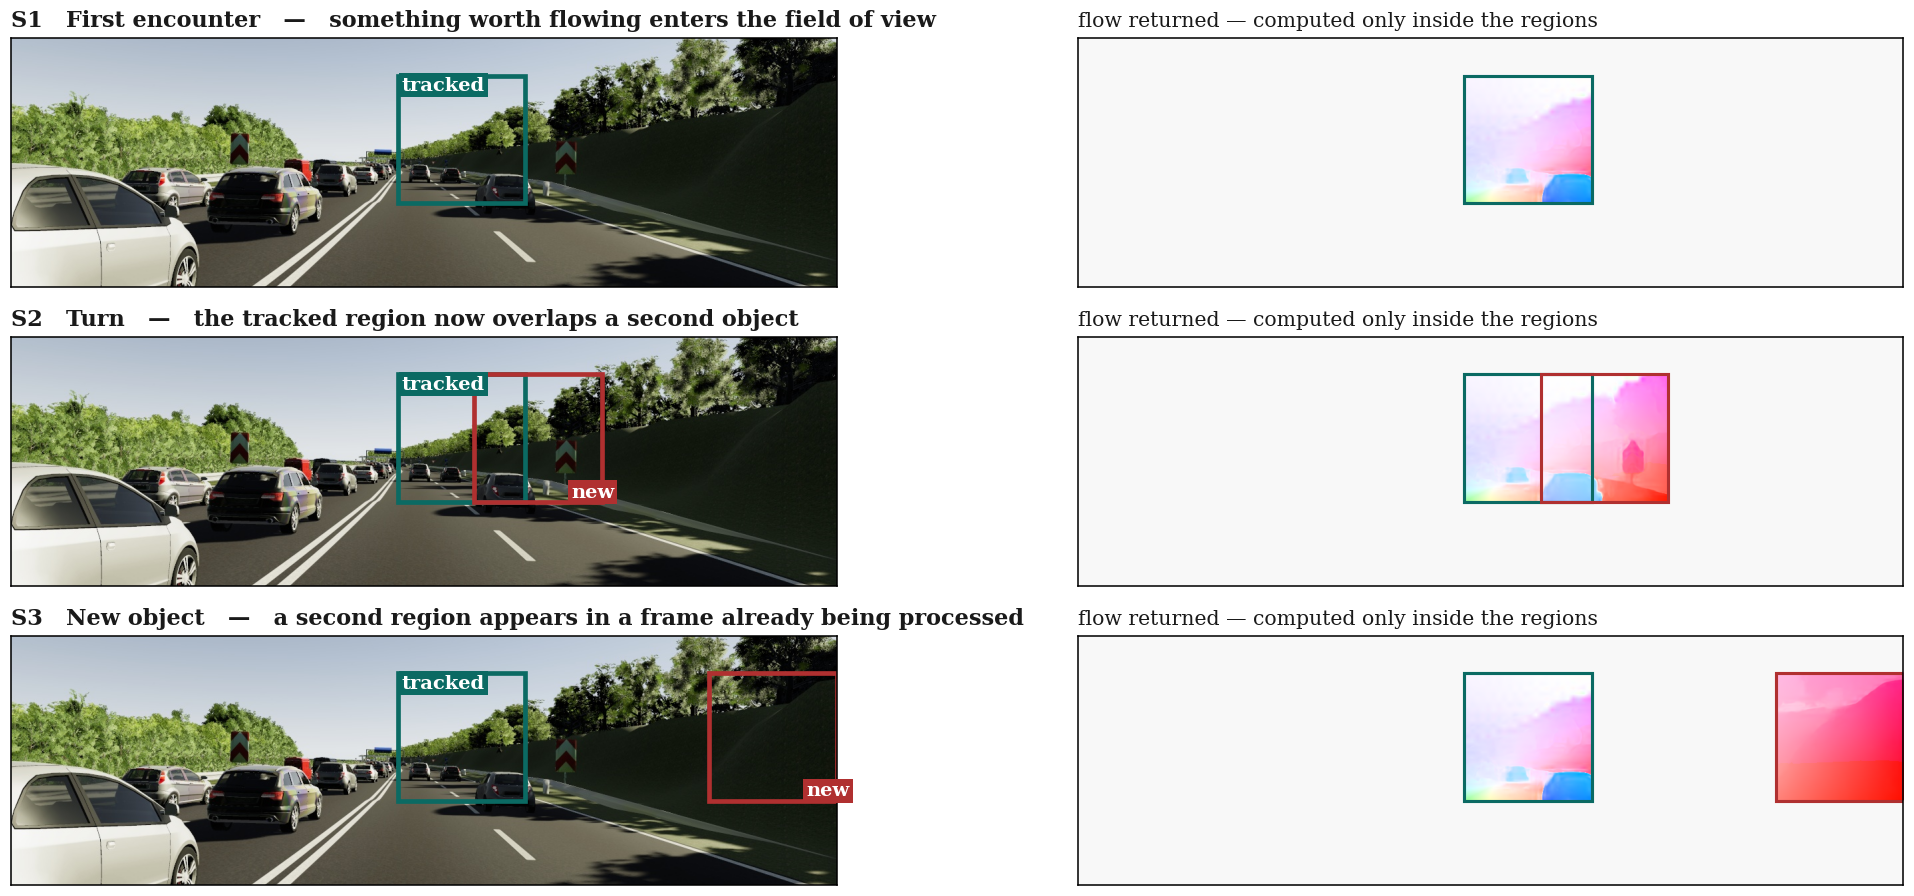 S1 First encounter — something worth flowing enters the field of view
flow returned — computed only inside the regions
tracked
S2 Turn — the tracked region now overlaps a second object
flow returned — computed only inside the regions
tracked
new
S3 New object — a second region appears in a frame already being processed
flow returned — computed only inside the regions
tracked
new